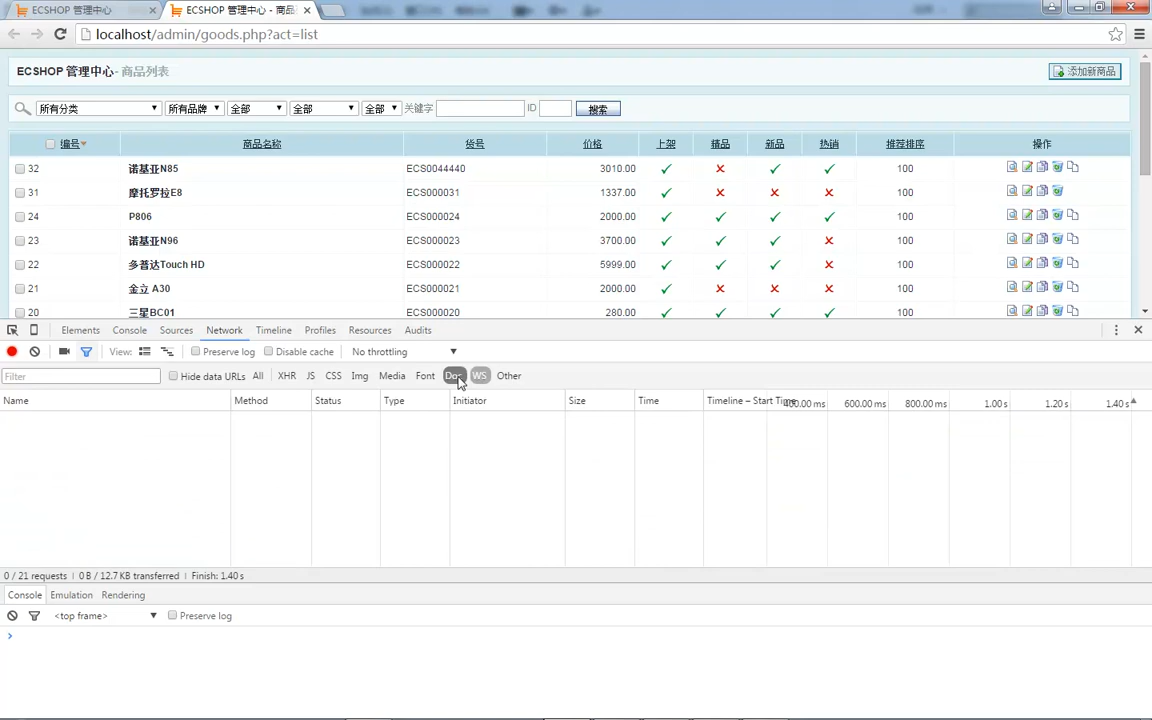 ECSHOP 管理中心
ECSHOP 管理中心 - 商品
localhost/admin/goods.php?act=list
ECSHOP 管理中心 - 商品列表
添加新商品
所有分类 所有品牌 全部 全部 全部 关键字 ID 搜索
编号 商品名称 货号 价格 上架 精品 新品 热销 推荐排序 操作
32 诺基亚N85 ECS0044440 3010.00 100
31 摩托罗拉E8 ECS000031 1337.00 100
24 P806 ECS000024 2000.00 100
23 诺基亚N96 ECS000023 3700.00 100
22 多普达Touch HD ECS000022 5999.00 100
21 金立 A30 ECS000021 2000.00 100
20 三星BC01 ECS000020 280.00 100
Elements Console Sources Network Timeline Profiles Resources Audits
View: Preserve log Disable cache No throttling
Filter Hide data URLs All XHR JS CSS Img Media Font Doc WS Other
Name Method Status Type Initiator Size Time Timeline – Start Time 400.00 ms 600.00 ms 800.00 ms 1.00 s 1.20 s 1.40 s
0 / 21 requests | 0 B / 12.7 KB transferred | Finish: 1.40 s
Console Emulation Rendering
<top frame> Preserve log